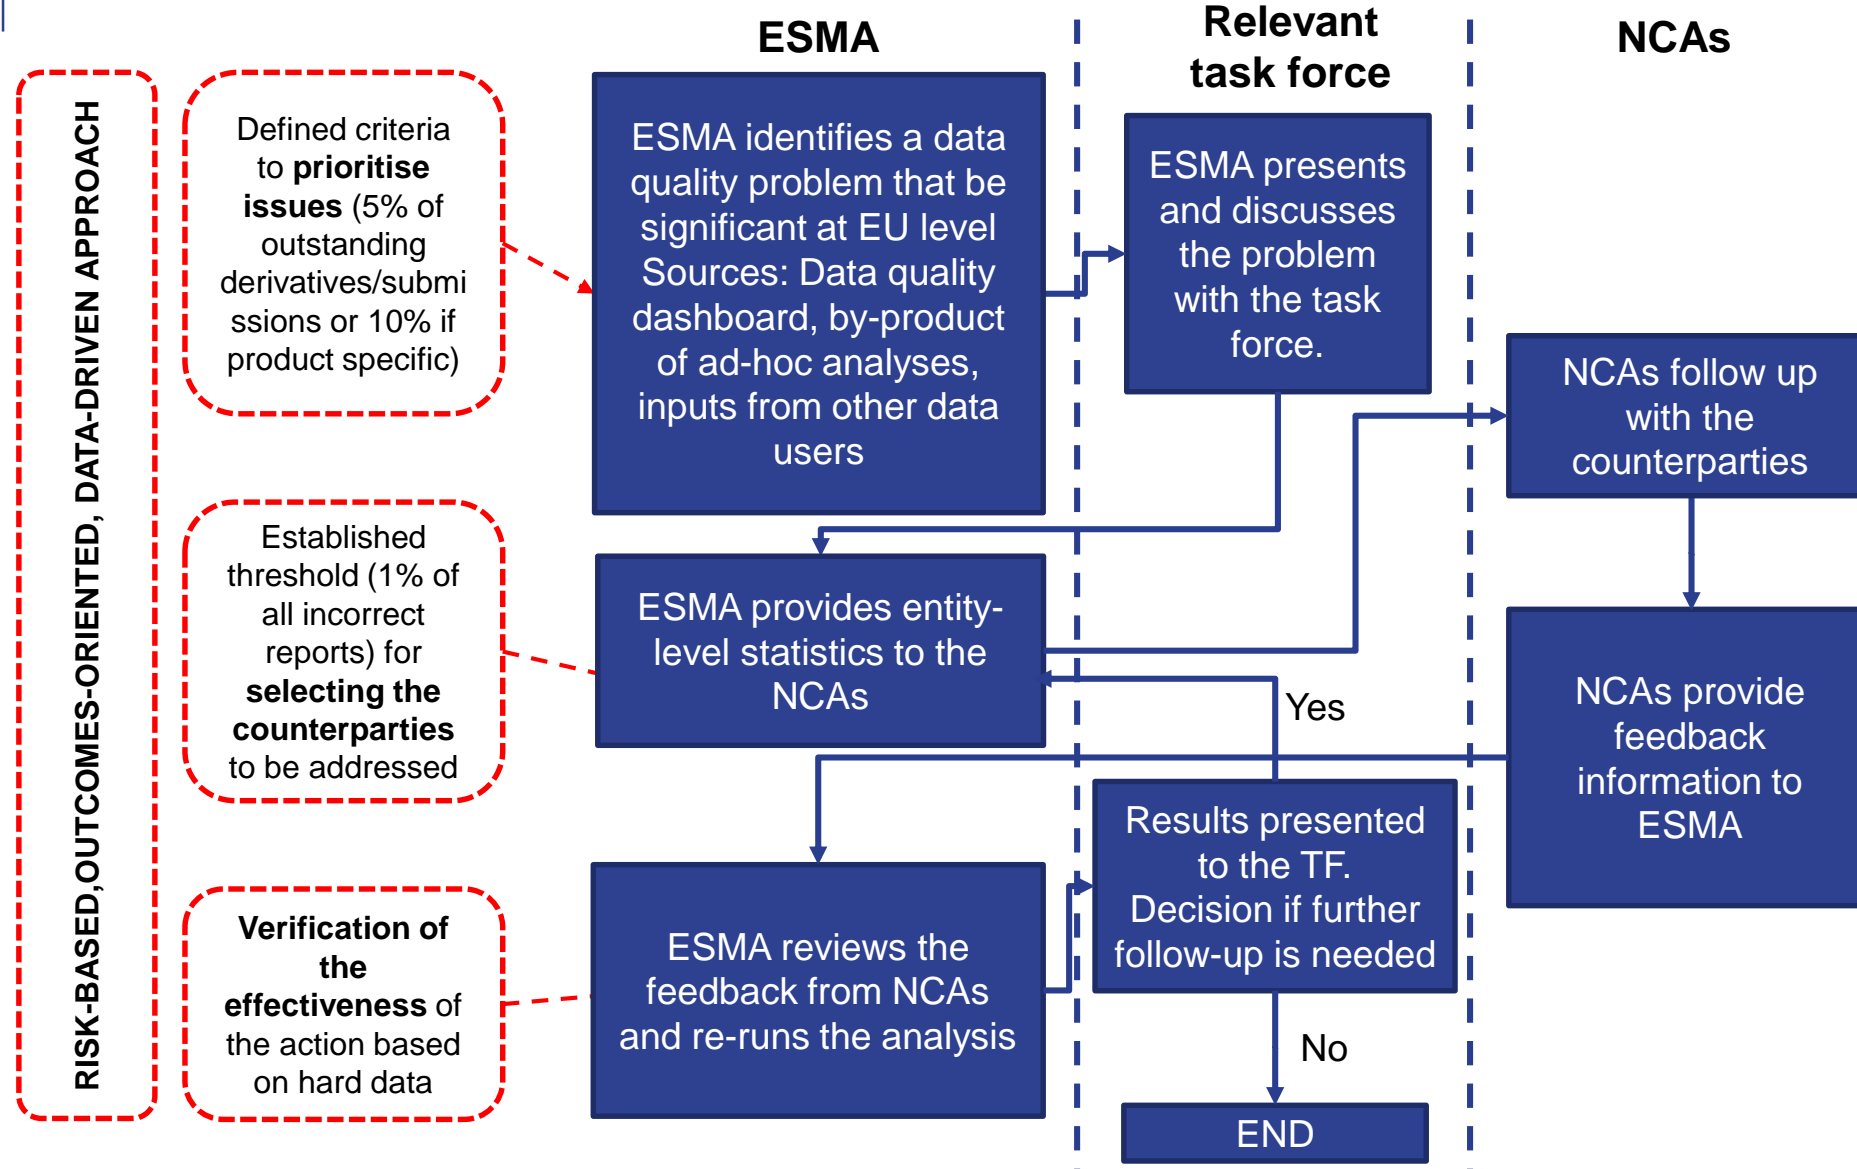 ESMA
Relevant
task force
NCAs
RISK-BASED,OUTCOMES-ORIENTED, DATA-DRIVEN APPROACH
Defined criteria
to prioritise
issues (5% of
outstanding
derivatives/submi
ssions or 10% if
product specific)
ESMA identifies a data
quality problem that be
significant at EU level
Sources: Data quality
dashboard, by-product
of ad-hoc analyses,
inputs from other data
users
ESMA presents
and discusses
the problem
with the task
force.
NCAs follow up
with the
counterparties
Established
threshold (1% of
all incorrect
reports) for
selecting the
counterparties
to be addressed
ESMA provides entity-
level statistics to the
NCAs
Yes
NCAs provide
feedback
information to
ESMA
Results presented
to the TF.
Decision if further
follow-up is needed
Verification of
the
effectiveness of
the action based
on hard data
ESMA reviews the
feedback from NCAs
and re-runs the analysis
No
END